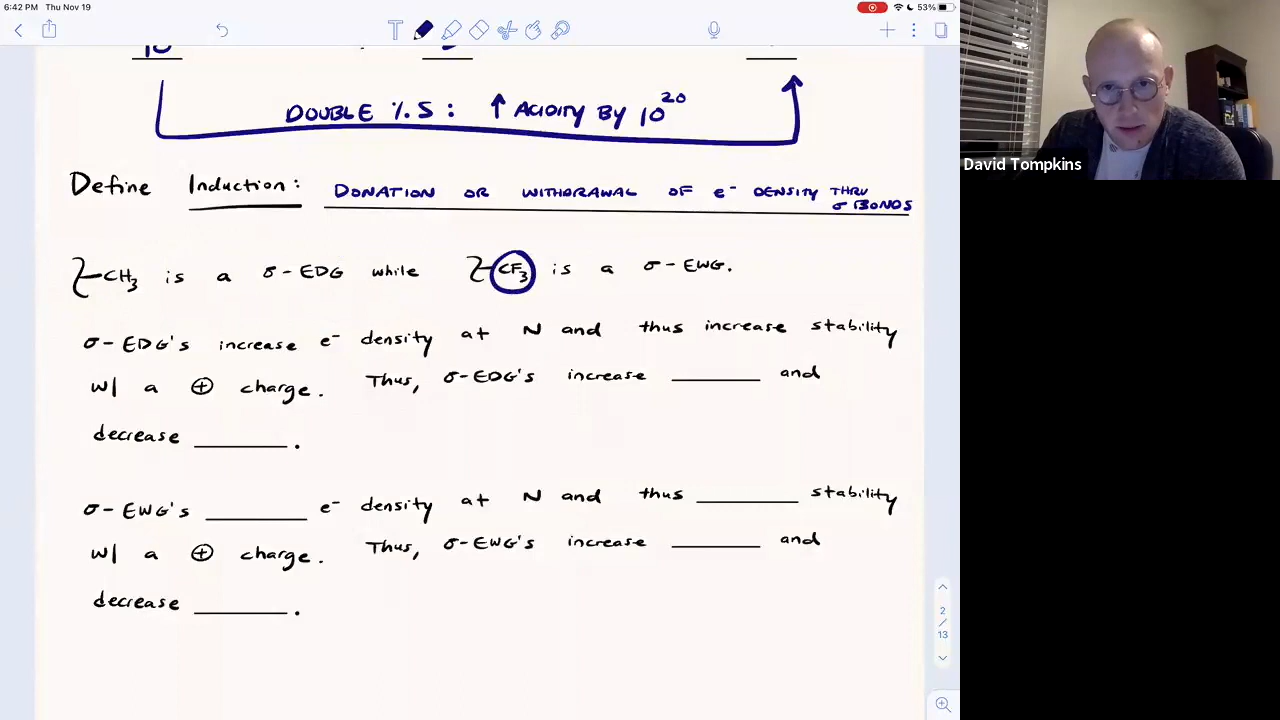 6:42 PM Thu Nov 19
53%
T
DOUBLE %S: ↑ ACIDITY BY 10²⁰
David Tompkins
Define Induction: DONATION OR WITHDRAWAL OF e⁻ DENSITY THRU
σ BONDS
CH₃ is a σ-EDG while CF₃ is a σ-EWG.
σ-EDG's increase e⁻ density at N and thus increase stability
w/ a ⊕ charge. Thus, σ-EDG's increase ________ and
decrease ________.
σ-EWG's ________ e⁻ density at N and thus ________ stability
w/ a ⊕ charge. Thus, σ-EWG's increase ________ and
decrease ________.
2
/
13